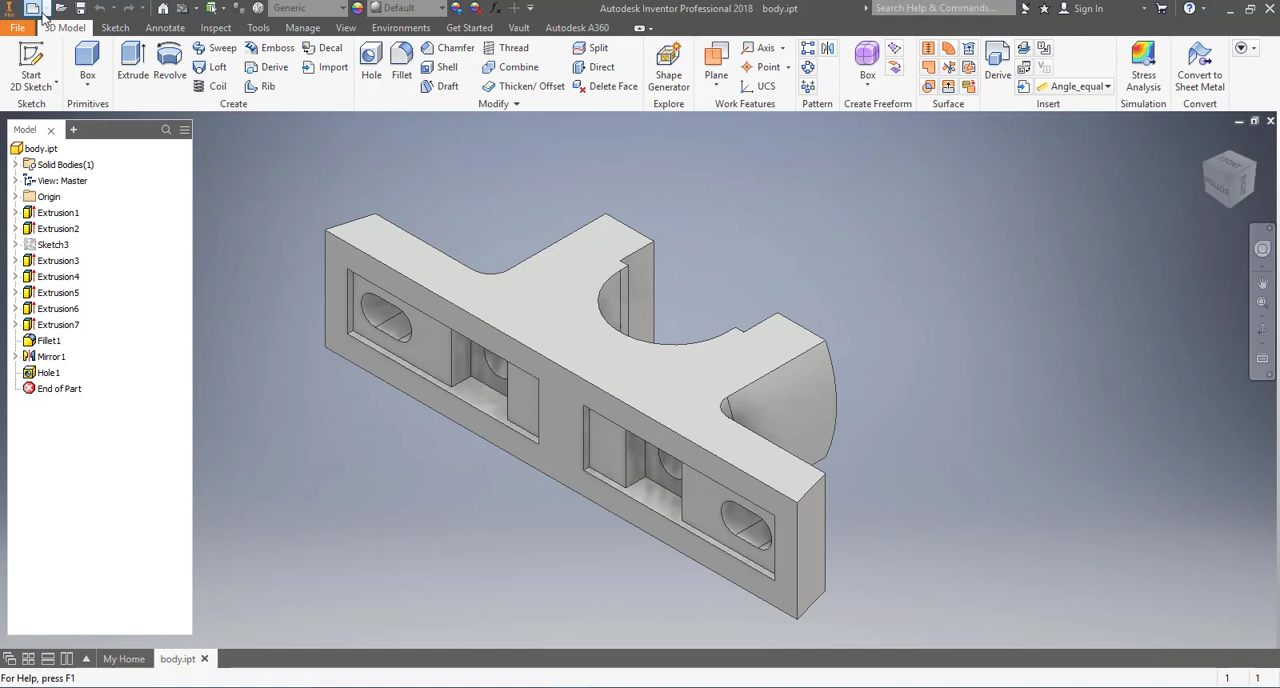 Generic
Default
Autodesk Inventor Professional 2018 body.ipt
Search Help & Commands...
Sign In
File
3D Model
Sketch
Annotate
Inspect
Tools
Manage
View
Environments
Get Started
Vault
Autodesk A360
Start
2D Sketch
Sketch
Box
Primitives
Extrude
Revolve
Sweep
Loft
Coil
Emboss
Derive
Rib
Decal
Import
Create
Hole
Fillet
Chamfer
Shell
Draft
Thread
Combine
Thicken/ Offset
Split
Direct
Delete Face
Modify
Shape
Generator
Explore
Plane
Axis
Point
UCS
Work Features
Pattern
Box
Create Freeform
Surface
Derive
Angle_equal
Insert
Stress
Analysis
Simulation
Convert to
Sheet Metal
Convert
Model
body.ipt
Solid Bodies(1)
View: Master
Origin
Extrusion1
Extrusion2
Sketch3
Extrusion3
Extrusion4
Extrusion5
Extrusion6
Extrusion7
Fillet1
Mirror1
Hole1
End of Part
FRONT
RIGHT
BOTTOM
My Home
body.ipt
For Help, press F1
1
1